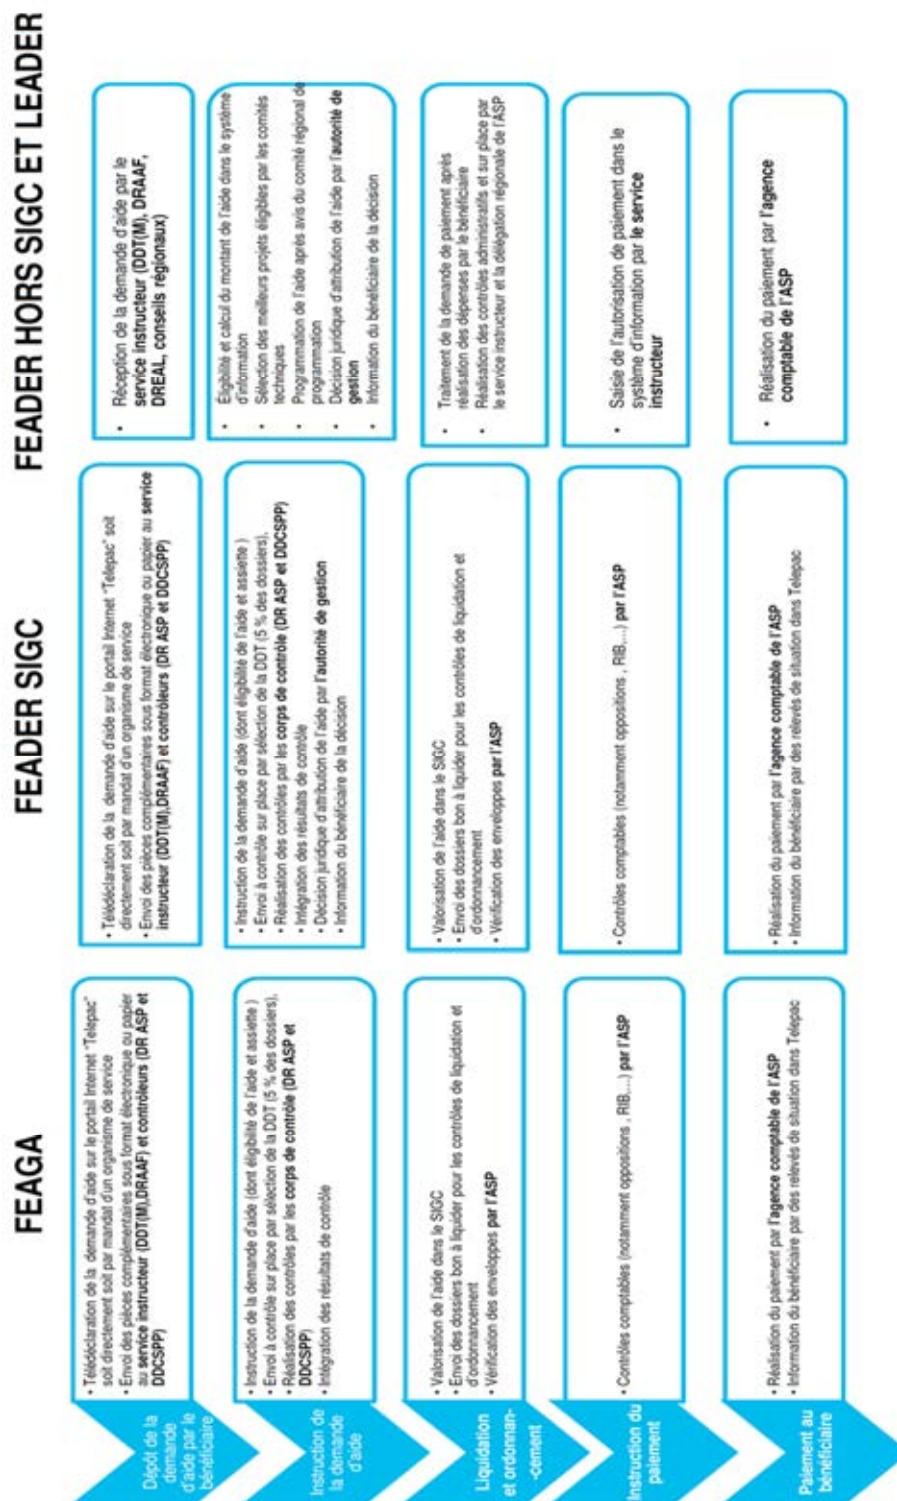 FEAGA
FEADER SIGC
FEADER HORS SIGC ET LEADER
Dépôt de la
demande
d'aide par le
bénéficiaire
• Télédéclaration de la demande d'aide sur le portail Internet "Telepac"
soit directement soit par mandat d'un organisme de service
• Envoi des pièces complémentaires sous format électronique ou papier
au service instructeur (DDT(M),DRAAF) et contrôleurs (DR ASP et
DDCSPP)
• Télédéclaration de la demande d'aide sur le portail Internet "Telepac" soit
directement soit par mandat d'un organisme de service
• Envoi des pièces complémentaires sous format électronique ou papier au service
instructeur (DDT(M),DRAAF) et contrôleurs (DR ASP et DDCSPP)
• Réception de la demande d'aide par le
service instructeur (DDT(M), DRAAF,
DREAL, conseils régionaux)
Instruction de
la demande
d'aide
• Instruction de la demande d'aide (dont éligibilité de l'aide et assiette )
• Envoi à contrôle sur place par sélection de la DDT (5 % des dossiers),
• Réalisation des contrôles par les corps de contrôle (DR ASP et
DDCSPP)
• Intégration des résultats de contrôle
• Instruction de la demande d'aide (dont éligibilité de l'aide et assiette )
• Envoi à contrôle sur place par sélection de la DDT (5 % des dossiers),
• Réalisation des contrôles par les corps de contrôle (DR ASP et DDCSPP)
• Intégration des résultats de contrôle
• Décision juridique d'attribution de l'aide par l'autorité de gestion
• Information du bénéficiaire de la décision
• Éligibilité et calcul du montant de l'aide dans le système
d'information
• Sélection des meilleurs projets éligibles par les comités
techniques
• Programmation de l'aide après avis du comité régional de
programmation
• Décision juridique d'attribution de l'aide par l'autorité de
gestion
• Information du bénéficiaire de la décision
Liquidation
et ordonnan-
-cement
• Valorisation de l'aide dans le SIGC
• Envoi des dossiers bon à liquider pour les contrôles de liquidation et
d'ordonnancement
• Vérification des enveloppes par l'ASP
• Valorisation de l'aide dans le SIGC
• Envoi des dossiers bon à liquider pour les contrôles de liquidation et
d'ordonnancement
• Vérification des enveloppes par l'ASP
• Traitement de la demande de paiement après
réalisation des dépenses par le bénéficiaire
• Réalisation des contrôles administratifs et sur place par
le service instructeur et la délégation régionale de l'ASP
Instruction du
paiement
• Contrôles comptables (notamment oppositions , RIB,...) par l'ASP
• Contrôles comptables (notamment oppositions , RIB,...) par l'ASP
• Saisie de l'autorisation de paiement dans le
système d'information par le service
instructeur
Paiement au
bénéficiaire
• Réalisation du paiement par l'agence comptable de l'ASP
• Information du bénéficiaire par des relevés de situation dans Telepac
• Réalisation du paiement par l'agence comptable de l'ASP
• Information du bénéficiaire par des relevés de situation dans Telepac
• Réalisation du paiement par l'agence
comptable de l'ASP